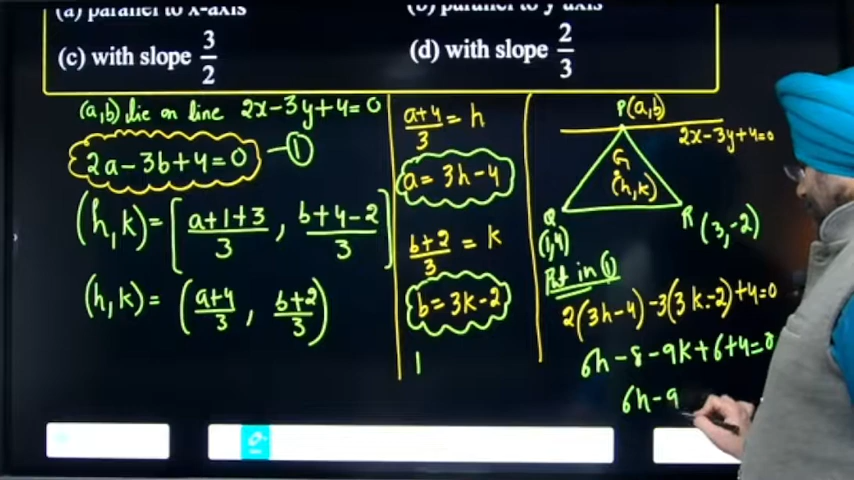 (a) parallel to x-axis
(b) parallel to y-axis
(c) with slope 3/2
(d) with slope 2/3
(a,b) lie on line 2x-3y+4=0
2a-3b+4=0 —①
(h,k)=[(a+1+3)/3, (b+4-2)/3]
(h,k)=((a+4)/3, (b+2)/3)
(a+4)/3=h
a=3h-4
(b+2)/3=k
b=3k-2
P(a,b)
2x-3y+4=0
G
(h,k)
Q
(1,4)
R (3,-2)
Put in ①
2(3h-4)-3(3k-2)+4=0
6h-8-9k+6+4=0
6h-9